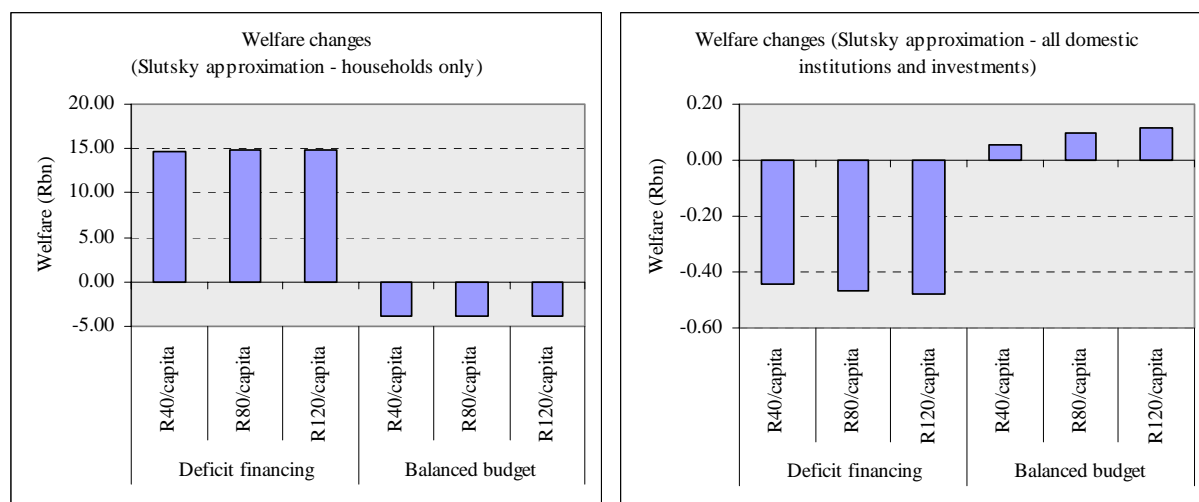 Welfare changes
(Slutsky approximation - households only)
20.00
15.00
10.00
5.00
0.00
-5.00
Welfare (Rbn)
R40/capita
R80/capita
R120/capita
R40/capita
R80/capita
R120/capita
Deficit financing
Balanced budget
Welfare changes (Slutsky approximation - all domestic
institutions and investments)
0.20
0.00
-0.20
-0.40
-0.60
Welfare (Rbn)
R40/capita
R80/capita
R120/capita
R40/capita
R80/capita
R120/capita
Deficit financing
Balanced budget